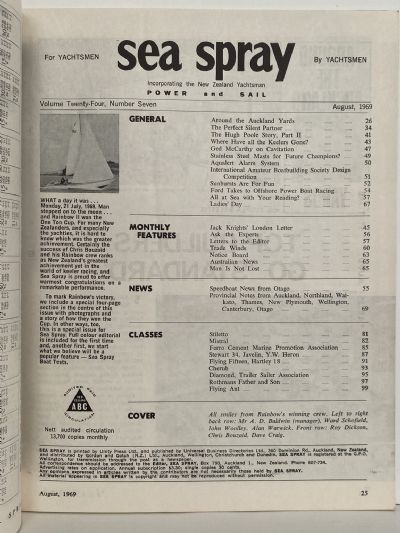 For YACHTSMEN
sea spray
By YACHTSMEN
Incorporating the New Zealand Yachtsman
POWER and SAIL
Volume Twenty-Four, Number Seven
August, 1969
GENERAL
Around the Auckland Yards 26
The Perfect Silent Partner 34
The Hugh Poole Story, Part II 41
Where Have all the Keelers Gone? 43
Ged McCarthy on Cavitation 47
Stainless Steel Masts for Future Champions? 49
Aqualert Alarm System 50
International Amateur Boatbuilding Society Design
Competition 51
Sunbursts Are For Fun 52
Ford Takes to Offshore Power Boat Racing 54
All at Sea with Your Reading? 57
Ladies' Day 67
WHAT a day it was . . .
Monday, 21 July, 1969. Man
stepped on to the moon . . .
and Rainbow II won the
One Ton Cup. For many New
Zealanders, and especially
the yachties, it is hard to
know which was the greater
achievement. Certainly the
success of Chris Bouzaid
and his Rainbow crew ranks
as New Zealand's greatest
achievement yet in the
world of keeler racing, and
Sea Spray is proud to offer
warmest congratulations on a
remarkable performance.
To mark Rainbow's victory,
we include a special four-page
section in the centre of this
issue with photographs and
a story of how they won the
Cup. In other ways, too,
this is a special issue for
Sea Spray. Full colour editorial
is included for the first time
and, another first, we start
what we believe will be a
popular feature — Sea Spray
Boat Tests.
MONTHLY
FEATURES
Jack Knights' London Letter 45
Ask the Experts 56
Letters to the Editor 57
Trade Winds 60
Notice Board 63
Australian News 65
Man Is Not Lost 65
NEWS
Speedboat News from Otago 55
Provincial Notes from Auckland, Northland, Wai-
kato, Thames, New Plymouth, Wellington,
Canterbury, Otago 69
CLASSES
Stiletto 81
Mistral 82
Ferro Cement Marine Promotion Association 85
Stewart 34, Javelin, Y.W. Heron 87
Flying Fifteen, Hartley 18 91
Cherub 93
Diamond, Trailer Sailer Association 95
Rothmans Father and Son 97
Flying Ant 99
ABC
Nett audited circulation
13,700 copies monthly
COVER
All smiles from Rainbow's winning crew. Left to right
back row: Mr A. D. Baldwin (manager), Ward Schofield,
John Woolley, Alan Warwick. Front row: Roy Dickson,
Chris Bouzaid, Dave Craig.
SEA SPRAY is printed by Unity Press Ltd., and published by Universal Business Directories Ltd., 360 Dominion Rd., Auckland, New Zealand,
and distributed by Gordon and Gotch (N.Z.) Ltd., Auckland, Wellington, Christchurch and Dunedin. SEA SPRAY is registered at the G.P.O.
Wellington, for transmission through the post as a newspaper.
All correspondence should be addressed to the Editor, SEA SPRAY, Box 793, Auckland 1, New Zealand. Phone 607-734.
Advertising rates on application. Annual subscription $3.50; single copies 30 cents.
Any opinions expressed in articles written by the contributors are not necessarily those held by SEA SPRAY.
All material appearing in SEA SPRAY is copyright and may not be reproduced without permission.
August, 1969
25